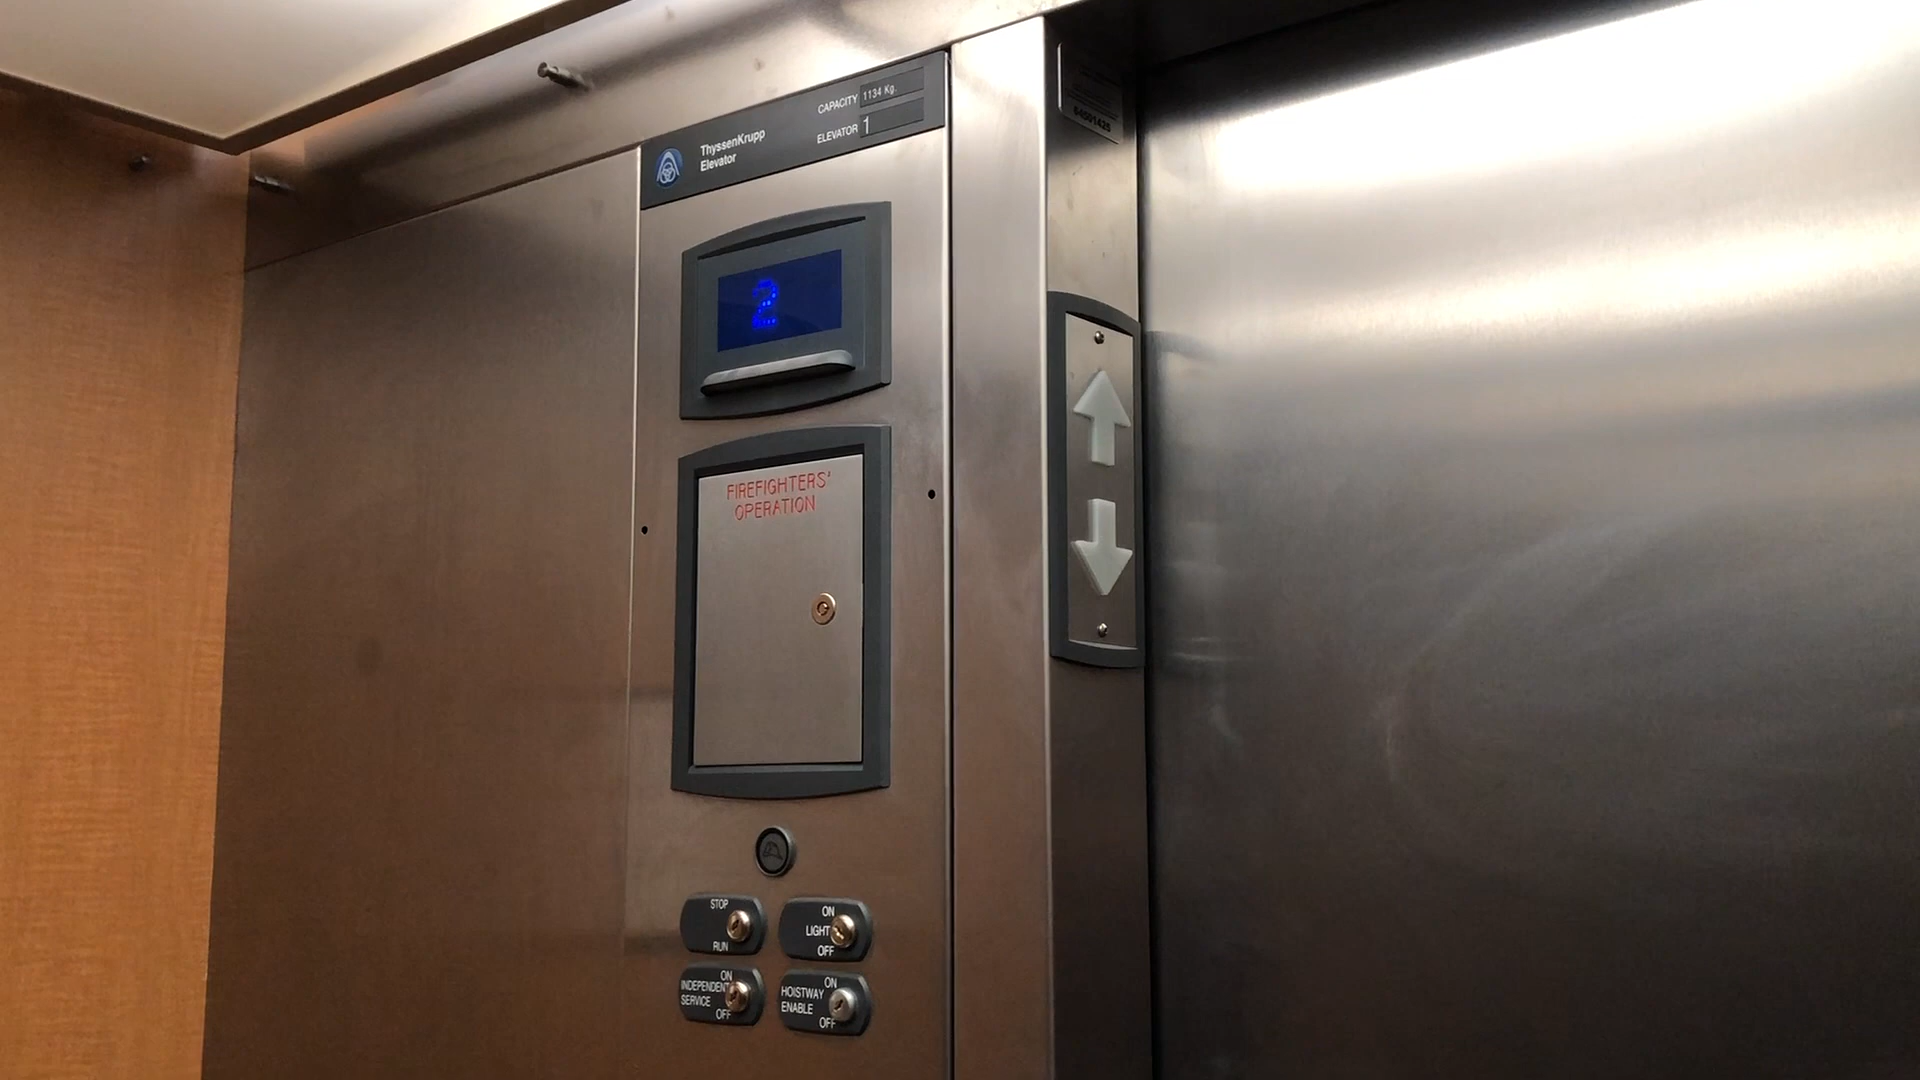 CAPACITY 1134 Kg.
ThyssenKrupp
Elevator
ELEVATOR 1
64501425
2
FIREFIGHTERS'
OPERATION
STOP
RUN
ON
LIGHT
OFF
ON
INDEPENDENT
SERVICE
OFF
ON
HOISTWAY
ENABLE
OFF